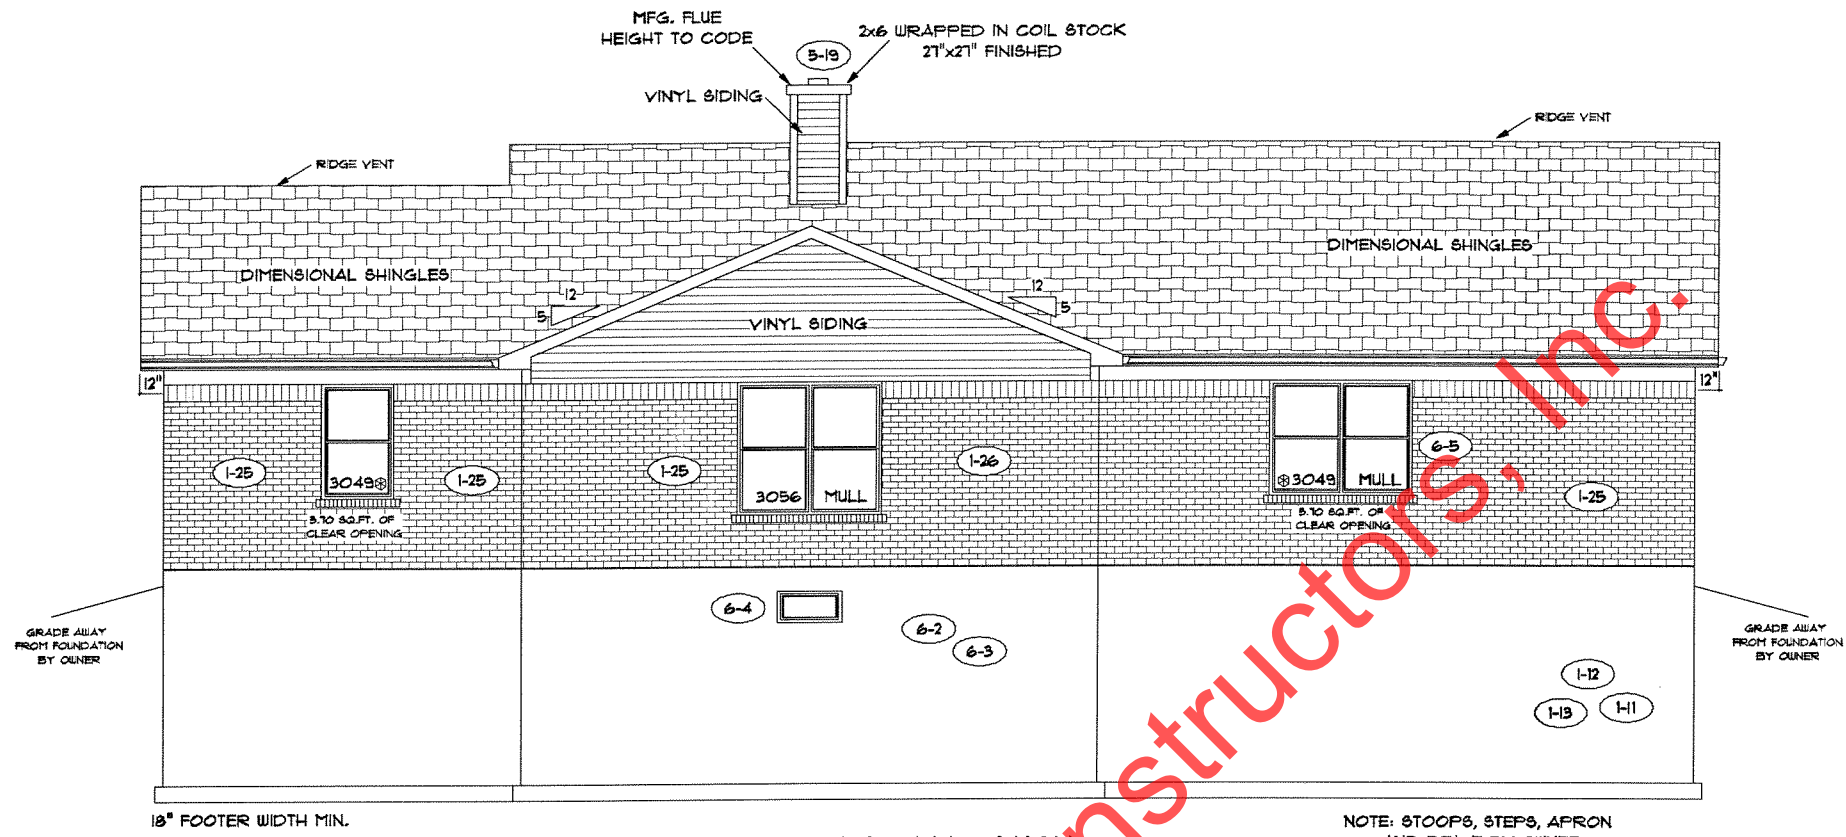 MFG. FLUE
HEIGHT TO CODE
2x6 WRAPPED IN COIL STOCK
27"x27" FINISHED
5-19
VINYL SIDING
RIDGE VENT
RIDGE VENT
DIMENSIONAL SHINGLES
DIMENSIONAL SHINGLES
12
5
12
5
VINYL SIDING
12"
12"
1-25
3049
1-25
1-25
3056 MULL
1-26
3049 MULL
6-5
1-25
5.70 SQ.FT. OF
CLEAR OPENING
5.70 SQ.FT. OF
CLEAR OPENING
6-4
6-2
6-3
GRADE AWAY
FROM FOUNDATION
BY OWNER
GRADE AWAY
FROM FOUNDATION
BY OWNER
1-12
1-13
1-11
18" FOOTER WIDTH MIN.
NOTE: STOOPS, STEPS, APRON
nstructors, Inc.